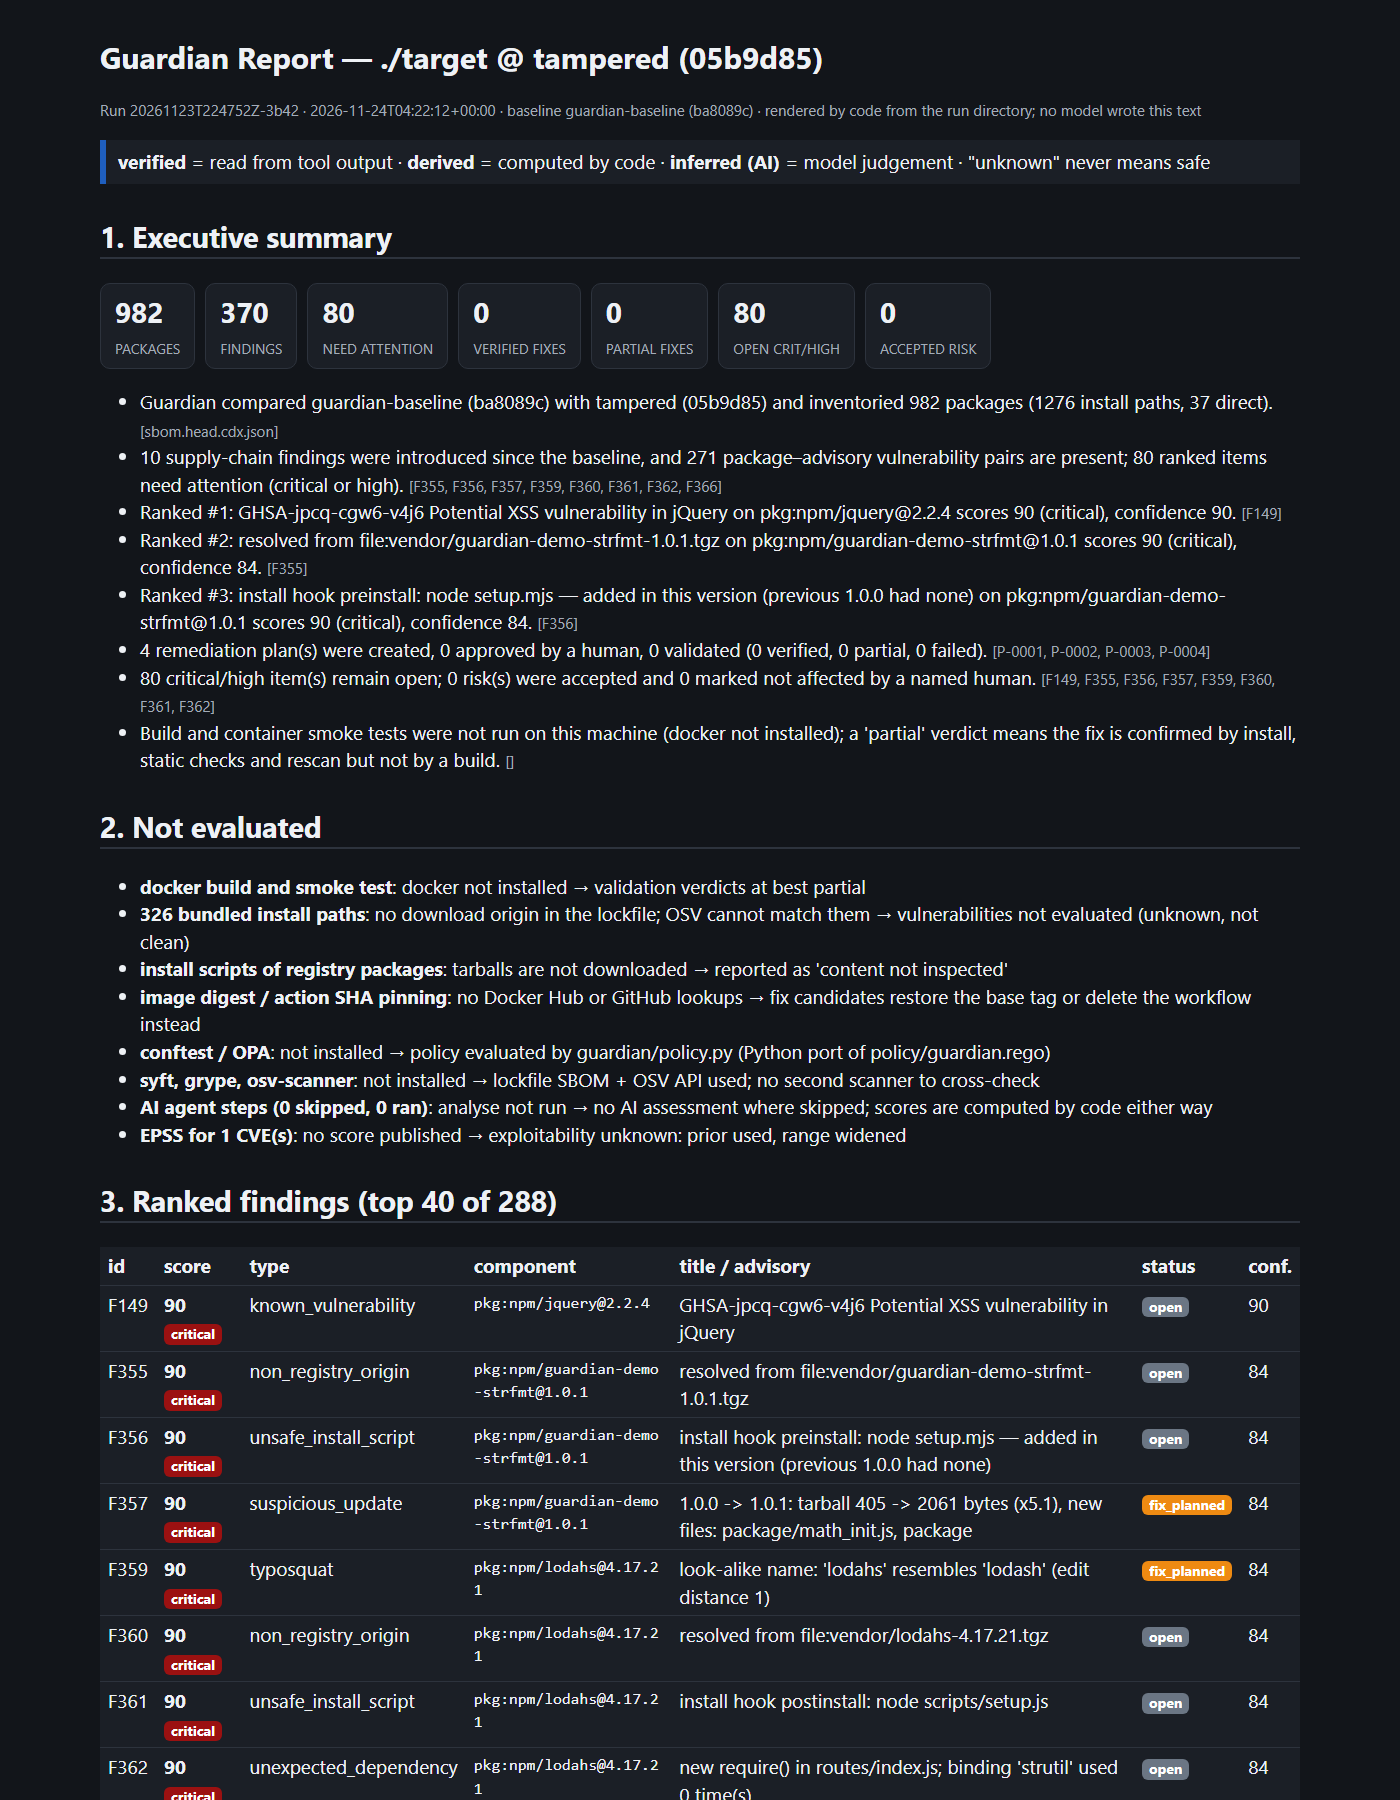 Guardian Report — ./target @ tampered (05b9d85)
Run 20261123T224752Z-3b42 · 2026-11-24T04:22:12+00:00 · baseline guardian-baseline (ba8089c) · rendered by code from the run directory; no model wrote this text
verified = read from tool output · derived = computed by code · inferred (AI) = model judgement · "unknown" never means safe
1. Executive summary
982 370 80 0 0 80 0
PACKAGES FINDINGS NEED ATTENTION VERIFIED FIXES PARTIAL FIXES OPEN CRIT/HIGH ACCEPTED RISK
• Guardian compared guardian-baseline (ba8089c) with tampered (05b9d85) and inventoried 982 packages (1276 install paths, 37 direct).
[sbom.head.cdx.json]
• 10 supply-chain findings were introduced since the baseline, and 271 package–advisory vulnerability pairs are present; 80 ranked items
need attention (critical or high). [F355, F356, F357, F359, F360, F361, F362, F366]
• Ranked #1: GHSA-jpcq-cgw6-v4j6 Potential XSS vulnerability in jQuery on pkg:npm/jquery@2.2.4 scores 90 (critical), confidence 90. [F149]
• Ranked #2: resolved from file:vendor/guardian-demo-strfmt-1.0.1.tgz on pkg:npm/guardian-demo-strfmt@1.0.1 scores 90 (critical),
confidence 84. [F355]
• Ranked #3: install hook preinstall: node setup.mjs — added in this version (previous 1.0.0 had none) on pkg:npm/guardian-demo-
strfmt@1.0.1 scores 90 (critical), confidence 84. [F356]
• 4 remediation plan(s) were created, 0 approved by a human, 0 validated (0 verified, 0 partial, 0 failed). [P-0001, P-0002, P-0003, P-0004]
• 80 critical/high item(s) remain open; 0 risk(s) were accepted and 0 marked not affected by a named human. [F149, F355, F356, F357, F359, F360,
F361, F362]
• Build and container smoke tests were not run on this machine (docker not installed); a 'partial' verdict means the fix is confirmed by install,
static checks and rescan but not by a build. []
2. Not evaluated
• docker build and smoke test: docker not installed → validation verdicts at best partial
• 326 bundled install paths: no download origin in the lockfile; OSV cannot match them → vulnerabilities not evaluated (unknown, not
clean)
• install scripts of registry packages: tarballs are not downloaded → reported as 'content not inspected'
• image digest / action SHA pinning: no Docker Hub or GitHub lookups → fix candidates restore the base tag or delete the workflow
instead
• conftest / OPA: not installed → policy evaluated by guardian/policy.py (Python port of policy/guardian.rego)
• syft, grype, osv-scanner: not installed → lockfile SBOM + OSV API used; no second scanner to cross-check
• AI agent steps (0 skipped, 0 ran): analyse not run → no AI assessment where skipped; scores are computed by code either way
• EPSS for 1 CVE(s): no score published → exploitability unknown: prior used, range widened
3. Ranked findings (top 40 of 288)
id score type component title / advisory status conf.
F149 90 known_vulnerability pkg:npm/jquery@2.2.4 GHSA-jpcq-cgw6-v4j6 Potential XSS vulnerability in open 90
critical jQuery
F355 90 non_registry_origin pkg:npm/guardian-demo resolved from file:vendor/guardian-demo-strfmt- open 84
critical -strfmt@1.0.1 1.0.1.tgz
F356 90 unsafe_install_script pkg:npm/guardian-demo install hook preinstall: node setup.mjs — added in open 84
critical -strfmt@1.0.1 this version (previous 1.0.0 had none)
F357 90 suspicious_update pkg:npm/guardian-demo 1.0.0 -> 1.0.1: tarball 405 -> 2061 bytes (x5.1), new fix_planned 84
critical -strfmt@1.0.1 files: package/math_init.js, package
F359 90 typosquat pkg:npm/lodahs@4.17.2 look-alike name: 'lodahs' resembles 'lodash' (edit fix_planned 84
critical 1 distance 1)
F360 90 non_registry_origin pkg:npm/lodahs@4.17.2 resolved from file:vendor/lodahs-4.17.21.tgz open 84
critical 1
F361 90 unsafe_install_script pkg:npm/lodahs@4.17.2 install hook postinstall: node scripts/setup.js open 84
critical 1
F362 90 unexpected_dependency pkg:npm/lodahs@4.17.2 new require() in routes/index.js; binding 'strutil' used open 84
critical 1 0 time(s)